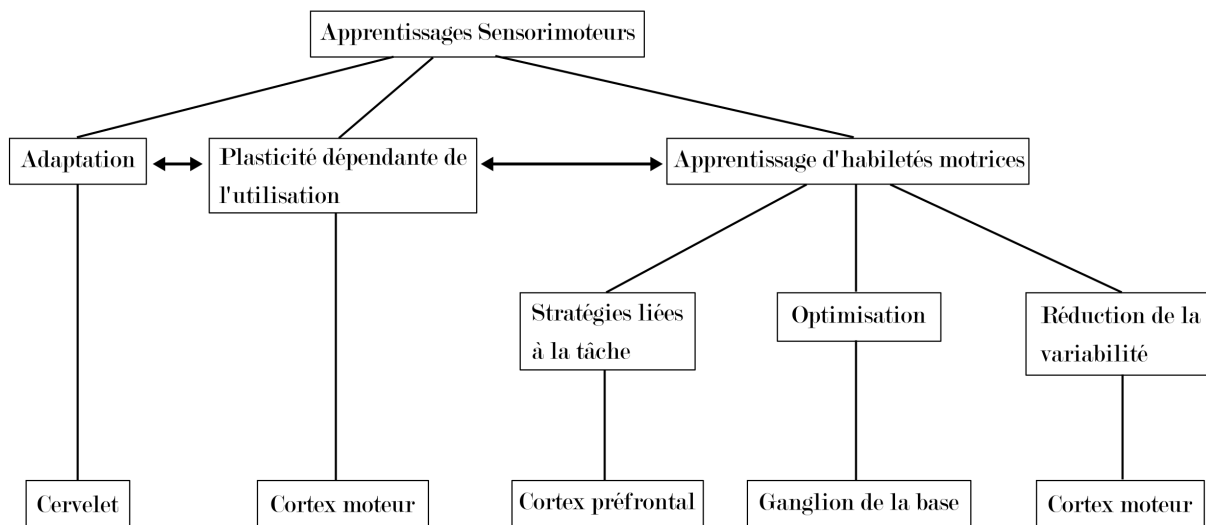 Apprentissages Sensorimoteurs
Adaptation
Plasticité dépendante de
l'utilisation
Apprentissage d'habiletés motrices
Stratégies liées
à la tâche
Optimisation
Réduction de la
variabilité
Cervelet
Cortex moteur
Cortex préfrontal
Ganglion de la base
Cortex moteur